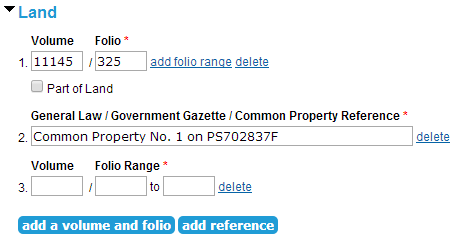 Land
Volume Folio *
1. 11145 / 325 add folio range delete
Part of Land
General Law / Government Gazette / Common Property Reference *
2. Common Property No. 1 on PS702837F delete
Volume Folio Range *
3. / to delete
add a volume and folio add reference